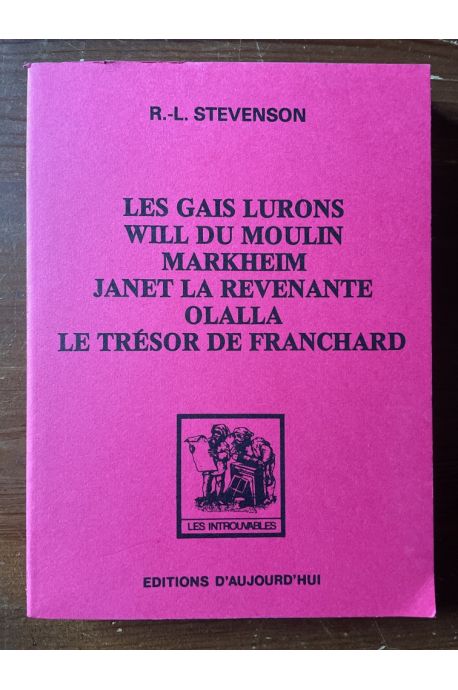 R.-L. STEVENSON
LES GAIS LURONS
WILL DU MOULIN
MARKHEIM
JANET LA REVENANTE
OLALLA
LE TRÉSOR DE FRANCHARD
LES INTROUVABLES
EDITIONS D'AUJOURD'HUI